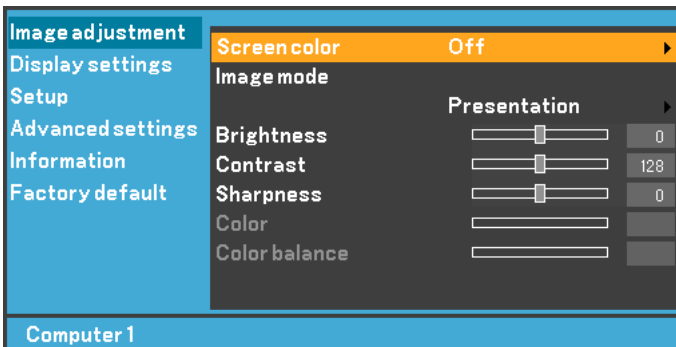 Image adjustment
Display settings
Setup
Advanced settings
Information
Factory default
Screen color Off
Image mode
Presentation
Brightness 0
Contrast 128
Sharpness 0
Color
Color balance
Computer 1